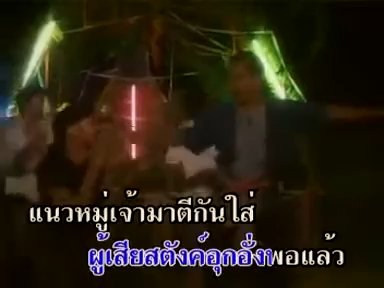 แนวหมู่เจ้ามาตีกันใส่
ผู้เสียสตังค์อุกอั่งพอแล้ว